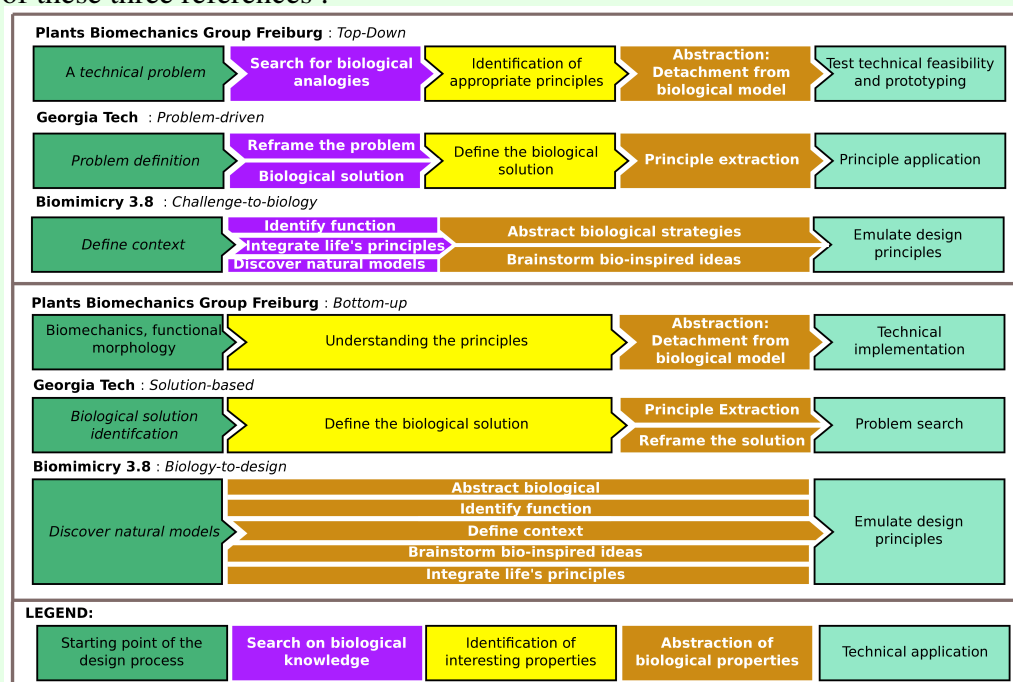 of these three references :
Plants Biomechanics Group Freiburg : Top-Down
A technical problem
Search for biological
analogies
Identification of
appropriate principles
Abstraction:
Detachment from
biological model
Test technical feasibility
and prototyping
Georgia Tech : Problem-driven
Problem definition
Reframe the problem
Biological solution
Define the biological
solution
Principle extraction
Principle application
Biomimicry 3.8 : Challenge-to-biology
Define context
Identify function
Integrate life's principles
Discover natural models
Abstract biological strategies
Brainstorm bio-inspired ideas
Emulate design
principles
Plants Biomechanics Group Freiburg : Bottom-up
Biomechanics, functional
morphology
Understanding the principles
Abstraction:
Detachment from
biological model
Technical
implementation
Georgia Tech : Solution-based
Biological solution
identifcation
Define the biological solution
Principle Extraction
Reframe the solution
Problem search
Biomimicry 3.8 : Biology-to-design
Discover natural models
Abstract biological
Identify function
Define context
Brainstorm bio-inspired ideas
Integrate life's principles
Emulate design
principles
LEGEND:
Starting point of the
design process
Search on biological
knowledge
Identification of
interesting properties
Abstraction of
biological properties
Technical application